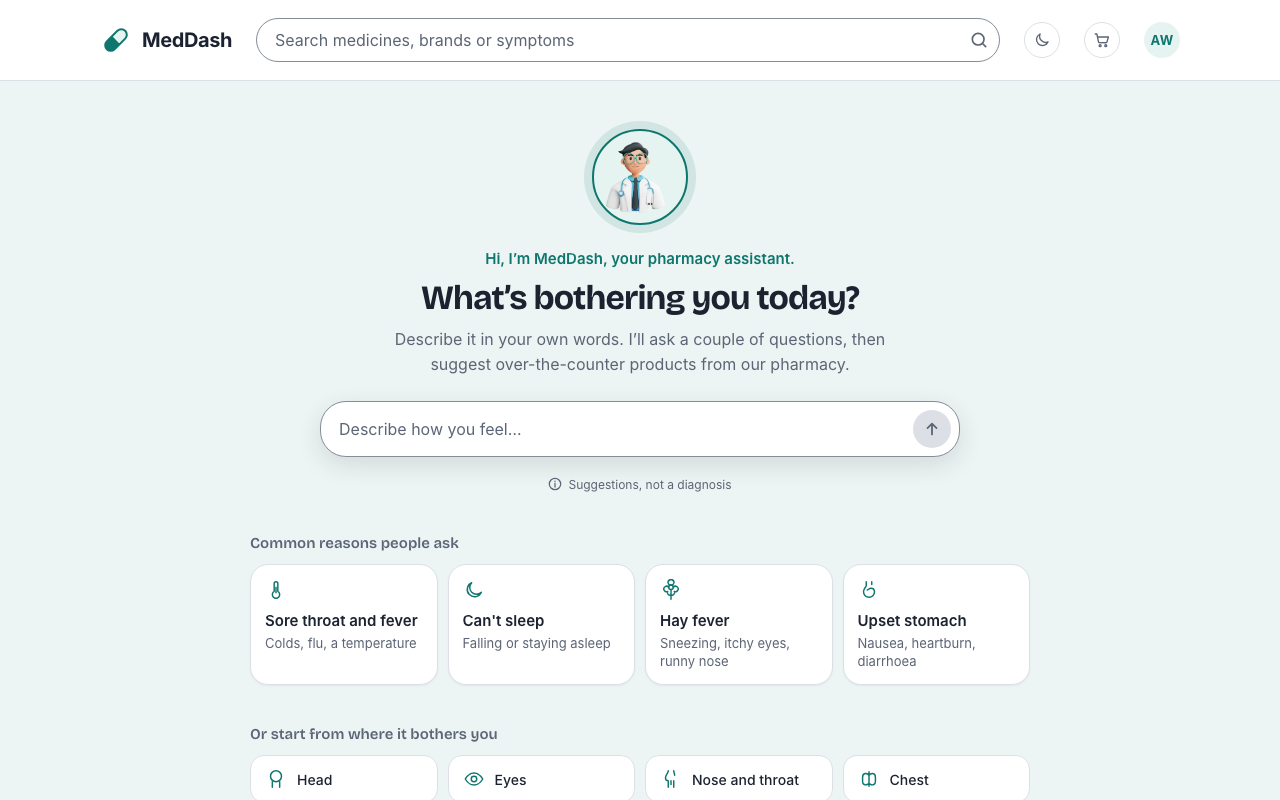 MedDash
Search medicines, brands or symptoms
AW
Hi, I’m MedDash, your pharmacy assistant.
What’s bothering you today?
Describe it in your own words. I’ll ask a couple of questions, then
suggest over-the-counter products from our pharmacy.
Describe how you feel...
Suggestions, not a diagnosis
Common reasons people ask
Sore throat and fever
Colds, flu, a temperature
Can't sleep
Falling or staying asleep
Hay fever
Sneezing, itchy eyes,
runny nose
Upset stomach
Nausea, heartburn,
diarrhoea
Or start from where it bothers you
Head
Eyes
Nose and throat
Chest